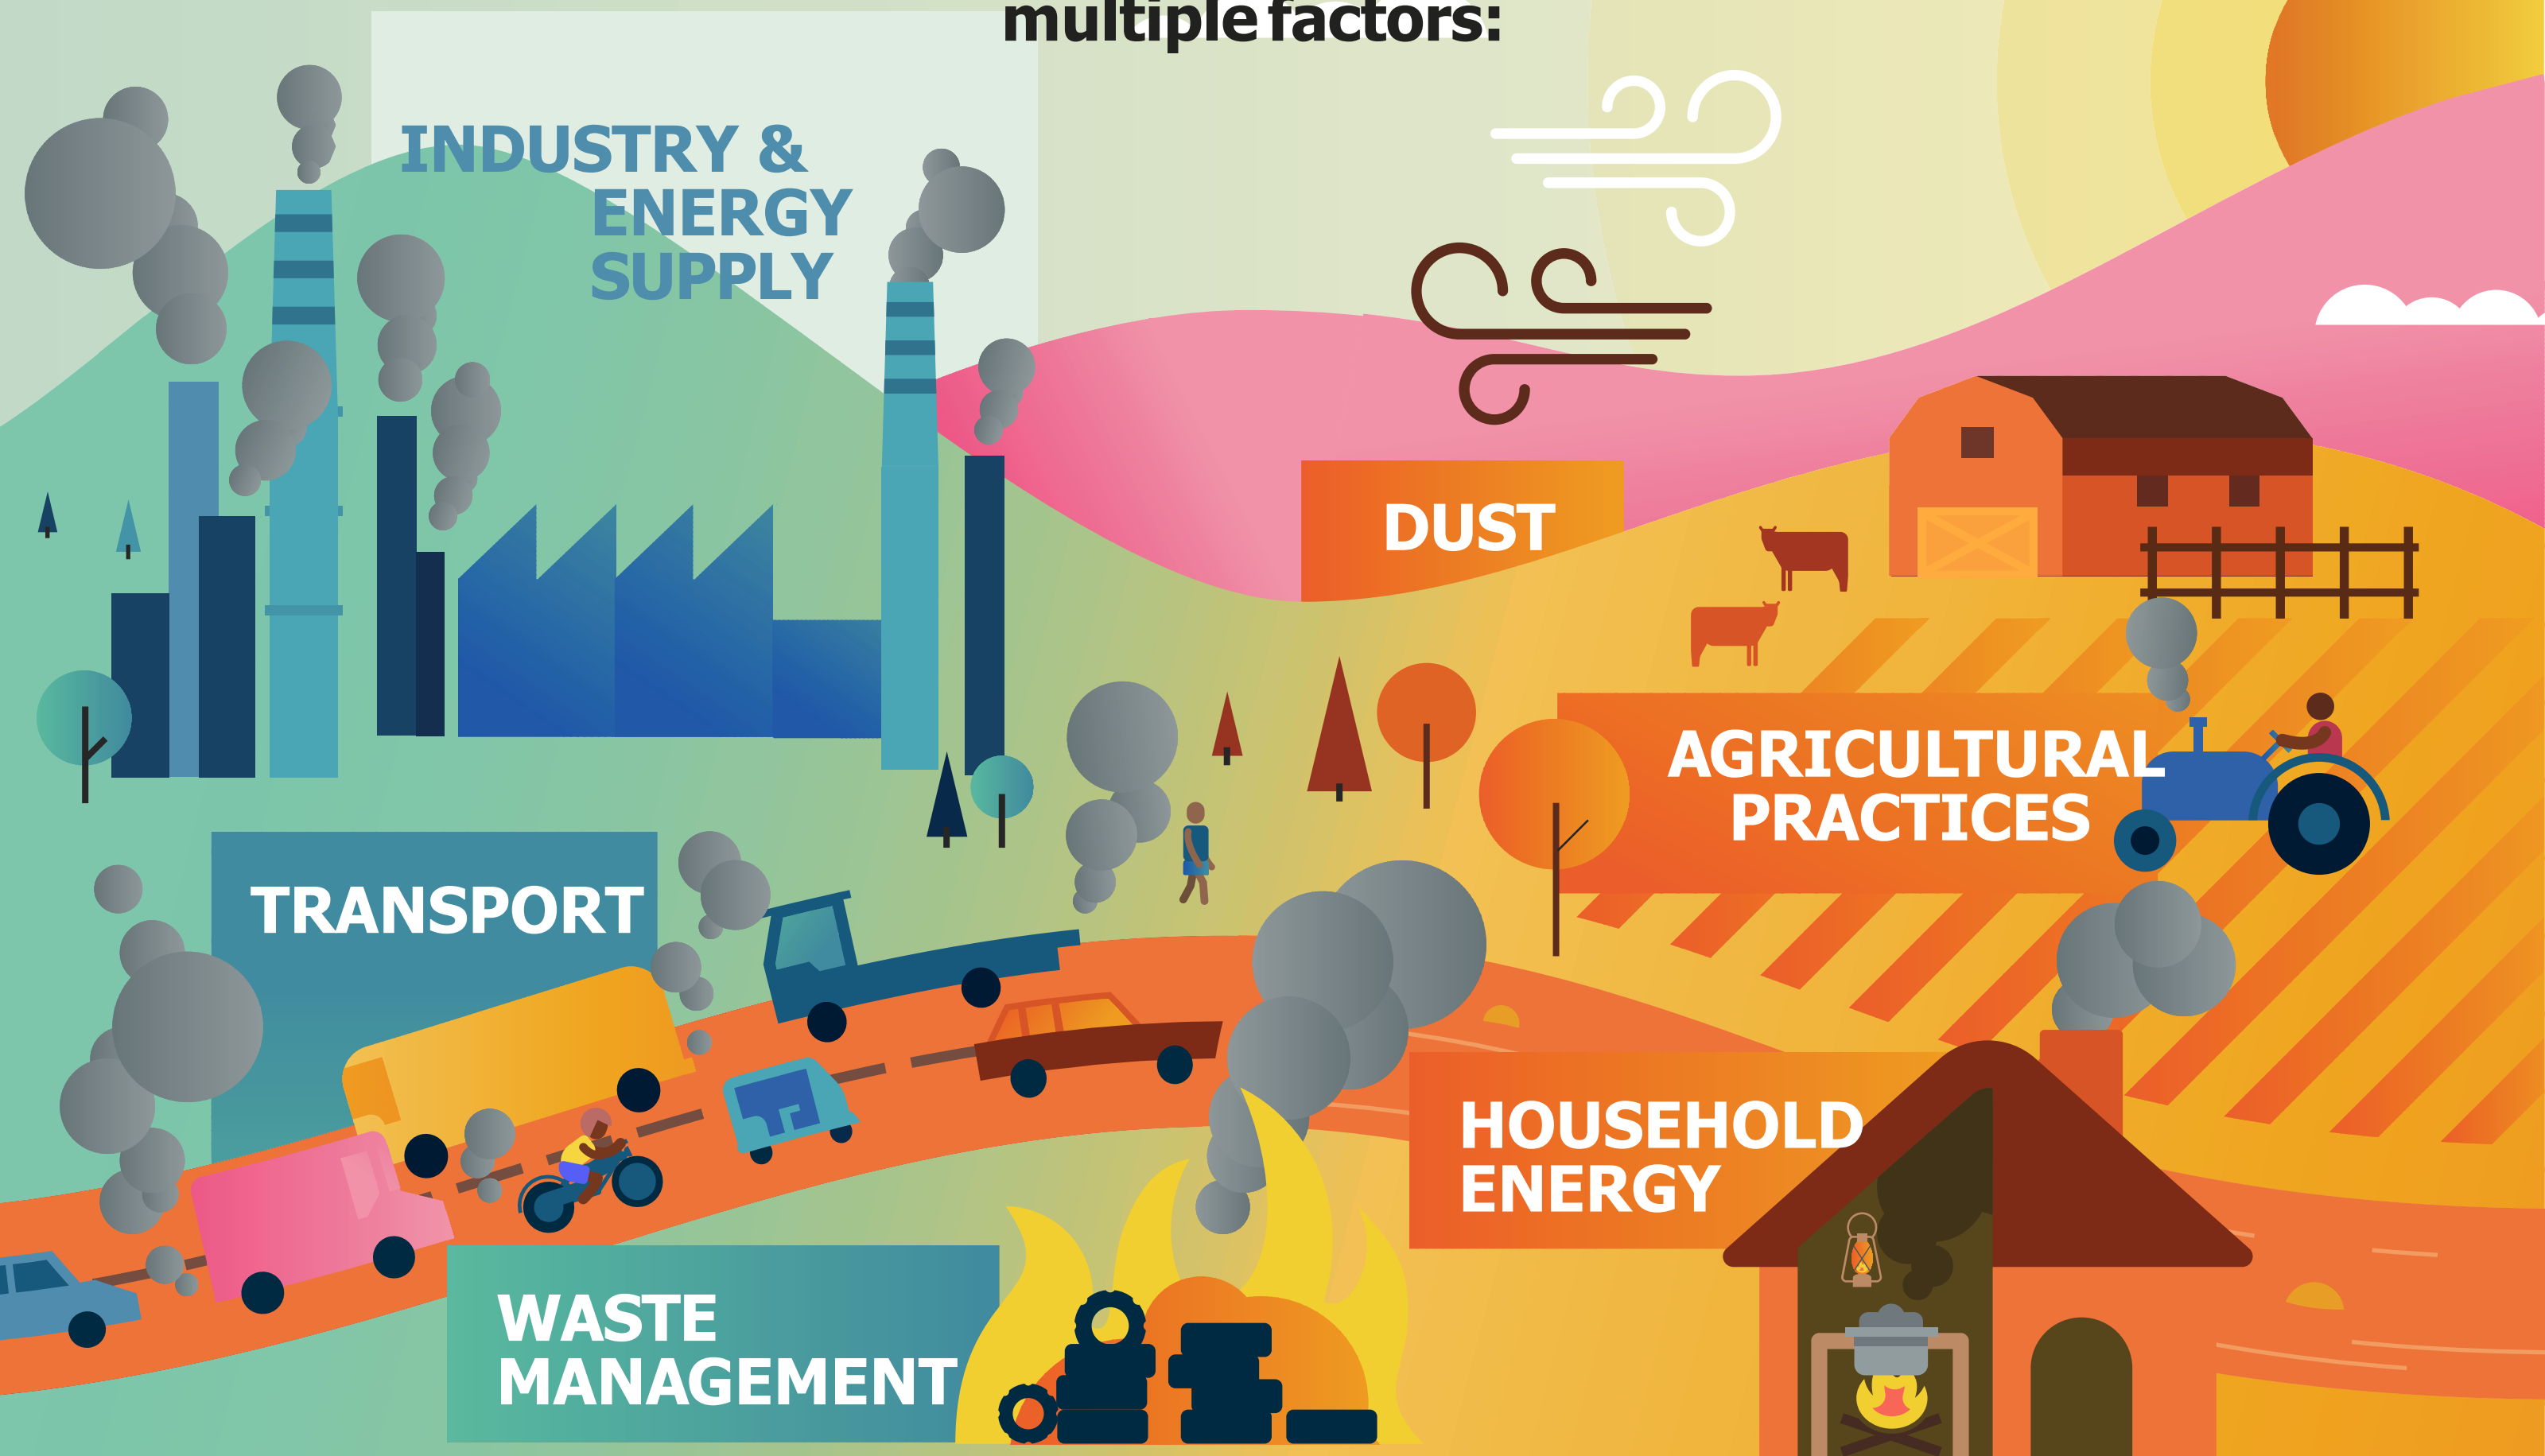 multiple factors:
INDUSTRY &
ENERGY
SUPPLY
DUST
AGRICULTURAL
PRACTICES
TRANSPORT
HOUSEHOLD
ENERGY
WASTE
MANAGEMENT